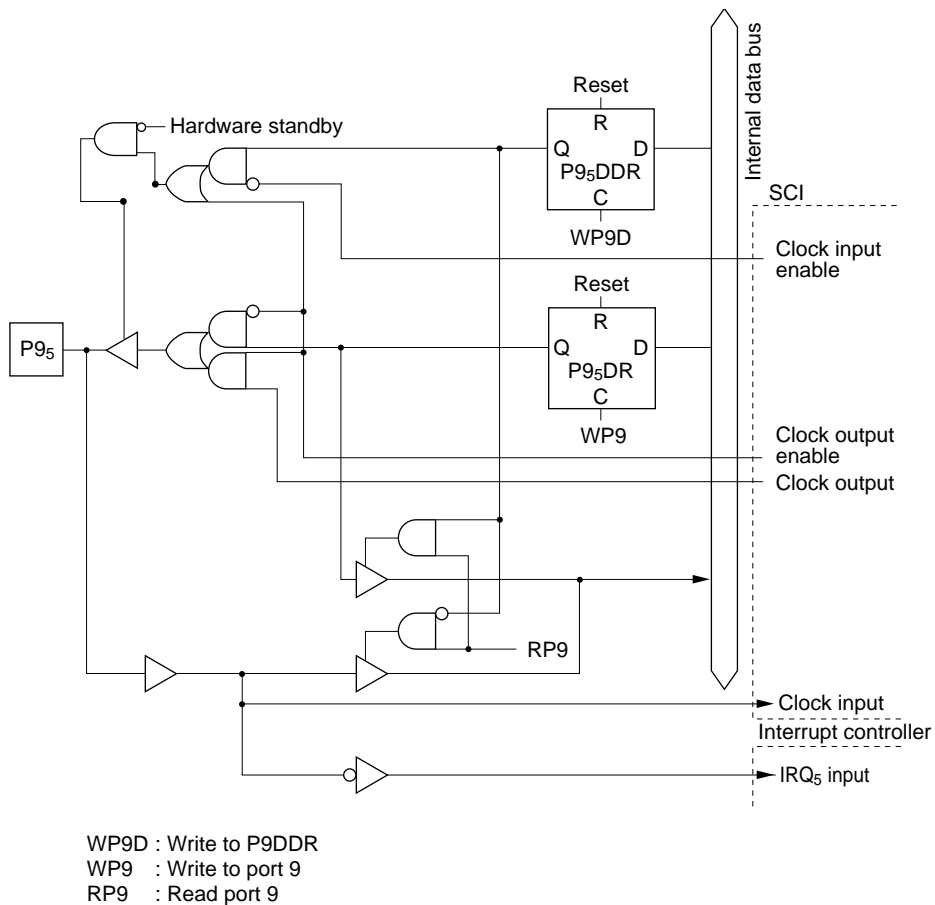 Reset
R
Q D
P9₅DDR
C
WP9D
Internal data bus
Hardware standby
SCI
Clock input
enable
Reset
R
Q D
P9₅DR
C
WP9
P9₅
Clock output
enable
Clock output
RP9
Clock input
Interrupt controller
IRQ₅ input
WP9D : Write to P9DDR
WP9 : Write to port 9
RP9 : Read port 9